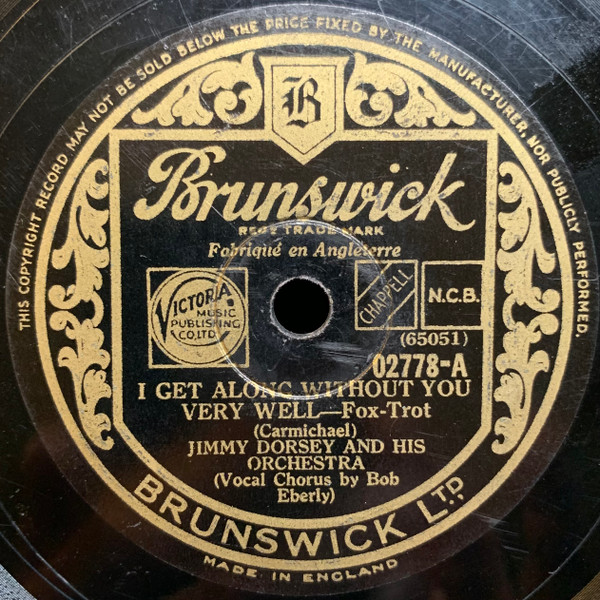 THIS COPYRIGHT RECORD MAY NOT BE SOLD BELOW THE PRICE FIXED BY THE MANUFACTURER, NOR PUBLICLY PERFORMED.
B
Brunswick
REGD TRADE MARK
Fabriqué en Angleterre
VICTORIA
MUSIC
PUBLISHING
CO. LTD.
CHAPPELL
N.C.B.
(65051)
02778-A
I GET ALONG WITHOUT YOU
VERY WELL—Fox-Trot
(Carmichael)
JIMMY DORSEY AND HIS
ORCHESTRA
(Vocal Chorus by Bob
Eberly)
BRUNSWICK LTD.
MADE IN ENGLAND